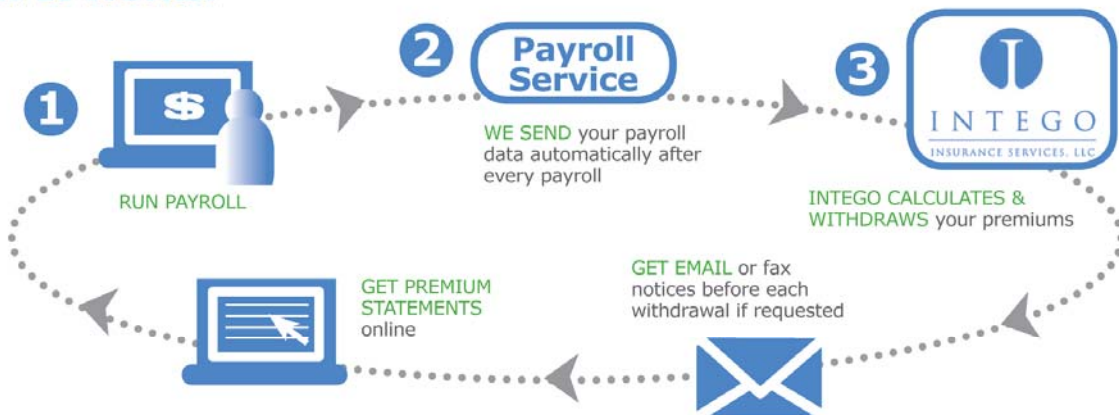 1
$
RUN PAYROLL
2
Payroll
Service
WE SEND your payroll
data automatically after
every payroll
3
I
INTEGO
INSURANCE SERVICES, LLC
INTEGO CALCULATES &
WITHDRAWS your premiums
GET EMAIL or fax
notices before each
withdrawal if requested
GET PREMIUM
STATEMENTS
online